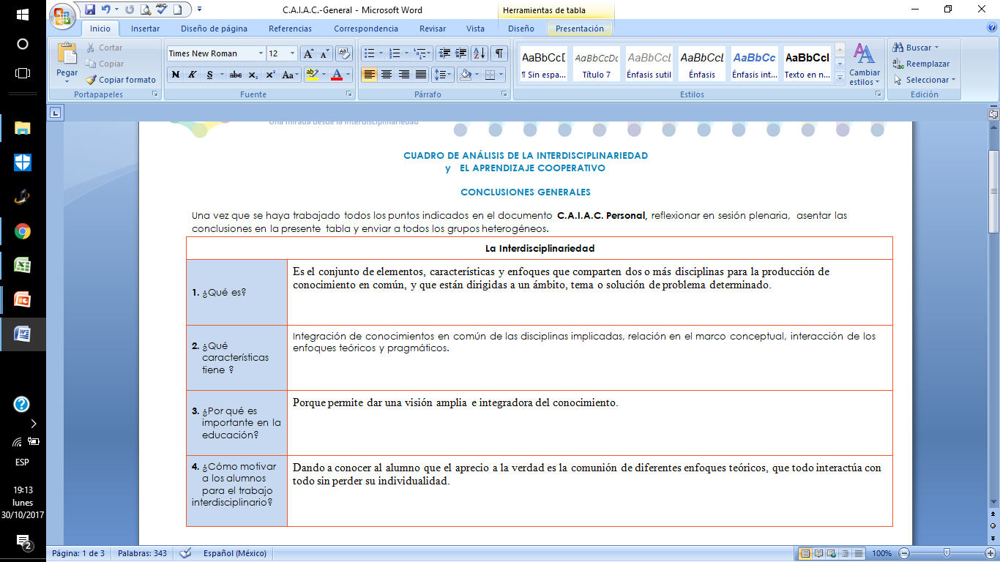 C.A.I.A.C.-General - Microsoft Word
Herramientas de tabla
Inicio
Insertar
Diseño de página
Referencias
Correspondencia
Revisar
Vista
Diseño
Presentación
Pegar
Cortar
Copiar
Copiar formato
Portapapeles
Times New Roman
12
N K S abc x₂ x² Aa
Fuente
Párrafo
AaBbCcD AaBbCcDc AaBbCcL AaBbCcL AaBbCc AaBbCcI
¶ Sin espa... Título 7 Énfasis sutil Énfasis Énfasis int... Texto en n...
Cambiar
estilos
Estilos
Buscar
Reemplazar
Seleccionar
Edición
Una mirada desde la interdisciplinariedad
CUADRO DE ANÁLISIS DE LA INTERDISCIPLINARIEDAD
y EL APRENDIZAJE COOPERATIVO
CONCLUSIONES GENERALES
Una vez que se haya trabajado todos los puntos indicados en el documento C.A.I.A.C. Personal, reflexionar en sesión plenaria, asentar las
conclusiones en la presente tabla y enviar a todos los grupos heterogéneos.
La Interdisciplinariedad
1. ¿Qué es?
Es el conjunto de elementos, características y enfoques que comparten dos o más disciplinas para la producción de
conocimiento en común, y que están dirigidas a un ámbito, tema o solución de problema determinado.
2. ¿Qué
características
tiene ?
Integración de conocimientos en común de las disciplinas implicadas, relación en el marco conceptual, interacción de los
enfoques teóricos y pragmáticos.
3. ¿Por qué es
importante en la
educación?
Porque permite dar una visión amplia e integradora del conocimiento.
4. ¿Cómo motivar
a los alumnos
para el trabajo
interdisciplinario?
Dando a conocer al alumno que el aprecio a la verdad es la comunión de diferentes enfoques teóricos, que todo interactúa con
todo sin perder su individualidad.
ESP
19:13
lunes
30/10/2017
2
Página: 1 de 3
Palabras: 343
Español (México)
100%